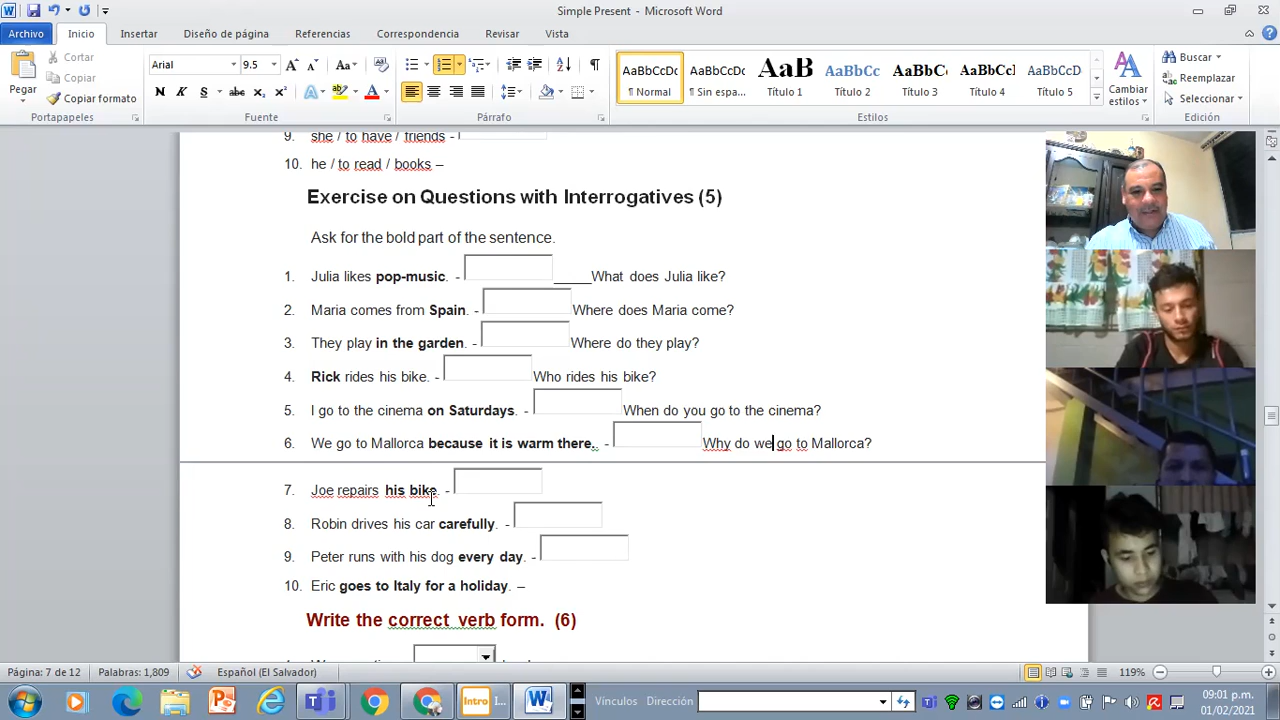 Simple Present - Microsoft Word
Archivo Inicio Insertar Diseño de página Referencias Correspondencia Revisar Vista
Pegar
Cortar
Copiar
Copiar formato
Portapapeles
Arial 9.5
N K S abc x₂ x²
Fuente
Párrafo
AaBbCcDc AaBbCcDc AaB AaBbCc AaBbC AaBbCc AaBbCcD
¶ Normal ¶ Sin espa... Título 1 Título 2 Título 3 Título 4 Título 5
Cambiar estilos
Estilos
Buscar
Reemplazar
Seleccionar
Edición
9. she / to have / friends -
10. he / to read / books –
Exercise on Questions with Interrogatives (5)
Ask for the bold part of the sentence.
1. Julia likes pop-music. - _____What does Julia like?
2. Maria comes from Spain. - Where does Maria come?
3. They play in the garden. - Where do they play?
4. Rick rides his bike. - Who rides his bike?
5. I go to the cinema on Saturdays. - When do you go to the cinema?
6. We go to Mallorca because it is warm there. - Why do we go to Mallorca?
7. Joe repairs his bike. -
8. Robin drives his car carefully. -
9. Peter runs with his dog every day. -
10. Eric goes to Italy for a holiday. –
Write the correct verb form. (6)
Página: 7 de 12 Palabras: 1,809 Español (El Salvador) 119%
Intro I... Vínculos Dirección 09:01 p.m.
01/02/2021